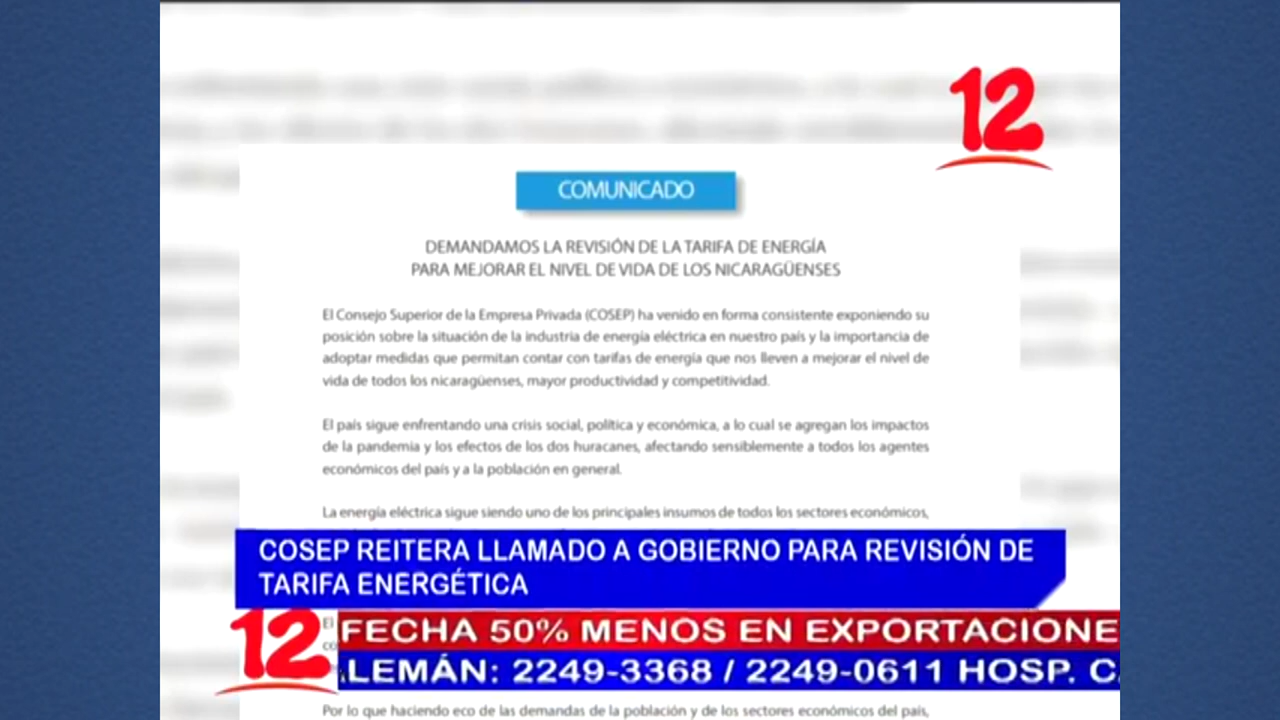 12
COMUNICADO
DEMANDAMOS LA REVISIÓN DE LA TARIFA DE ENERGÍA
PARA MEJORAR EL NIVEL DE VIDA DE LOS NICARAGÜENSES
El Consejo Superior de la Empresa Privada (COSEP) ha venido en forma consistente exponiendo su
posición sobre la situación de la industria de energía eléctrica en nuestro país y la importancia de
adoptar medidas que permitan contar con tarifas de energía que nos lleven a mejorar el nivel de
vida de todos los nicaragüenses, mayor productividad y competitividad.
El país sigue enfrentando una crisis social, política y económica, a lo cual se agregan los impactos
de la pandemia y los efectos de los dos huracanes, afectando sensiblemente a todos los agentes
económicos del país y a la población en general.
La energía eléctrica sigue siendo uno de los principales insumos de todos los sectores económicos,
COSEP REITERA LLAMADO A GOBIERNO PARA REVISIÓN DE
TARIFA ENERGÉTICA
El
co
12
FECHA 50% MENOS EN EXPORTACIONE
LEMÁN: 2249-3368 / 2249-0611 HOSP. C
Por lo que haciendo eco de las demandas de la población y de los sectores económicos del país,